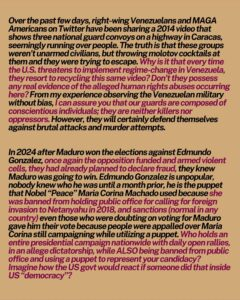 Over the past few days, right-wing Venezuelans and MAGA
Americans on Twitter have been sharing a 2014 video that
shows three national guard convoys on a highway in Caracas,
seemingly running over people. The truth is that these groups
weren't unarmed civilians, but throwing molotov cocktails at
them and they were trying to escape. Why is it that every time
the U.S. threatens to implement regime-change in Venezuela,
they resort to recycling this same video? Don't they possess
any real evidence of the alleged human rights abuses occurring
here? From my experience observing the Venezuelan military
without bias, I can assure you that our guards are composed of
conscientious individuals; they are neither killers nor
oppressors. However, they will certainly defend themselves
against brutal attacks and murder attempts.
In 2024 after Maduro won the elections against Edmundo
Gonzalez, once again the opposition funded and armed violent
cells, they had already planned to declare fraud, they knew
Maduro was going to win. Edmundo Gonzalez is unpopular,
nobody knew who he was until a month prior, he is the puppet
that Nobel "Peace" Maria Corina Machado used because she
was banned from holding public office for calling for foreign
invasion to Netanyahu in 2018, and sanctions (normal in any
country) even those who were doubting on voting for Maduro
gave him their vote because people were appalled over Maria
Corina still campaigning while utilizing a puppet. Who holds an
entire presidential campaign nationwide with daily open rallies,
in an allege dictatorship, while ALSO being banned from public
office and using a puppet to represent your candidacy?
Imagine how the US govt would react if someone did that inside
US "democracy"?